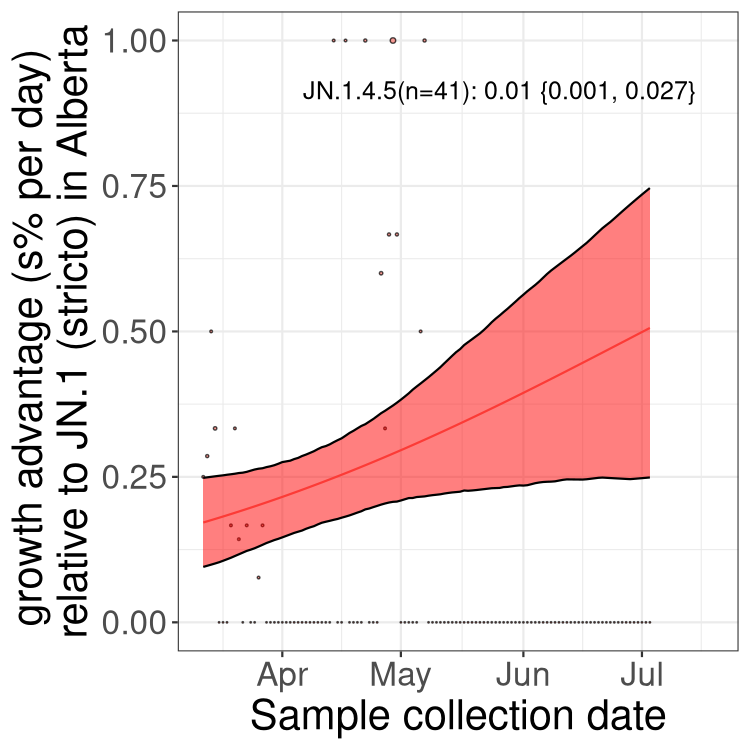 growth advantage (s% per day)
relative to JN.1 (stricto) in Alberta
1.00
0.75
0.50
0.25
0.00
JN.1.4.5(n=41): 0.01 {0.001, 0.027}
Apr May Jun Jul
Sample collection date